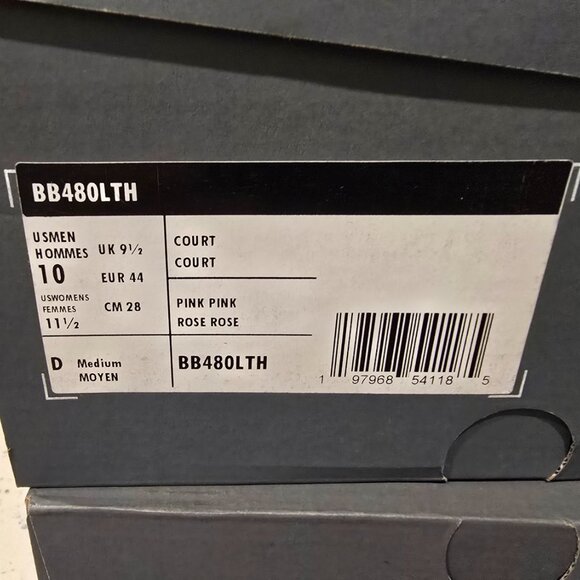 BB480LTH
USMEN
HOMMES
10
UK 9½
EUR 44
USWOMENS
FEMMES
11½
CM 28
COURT
COURT
PINK PINK
ROSE ROSE
D Medium
MOYEN
BB480LTH
1 97968 54118 5